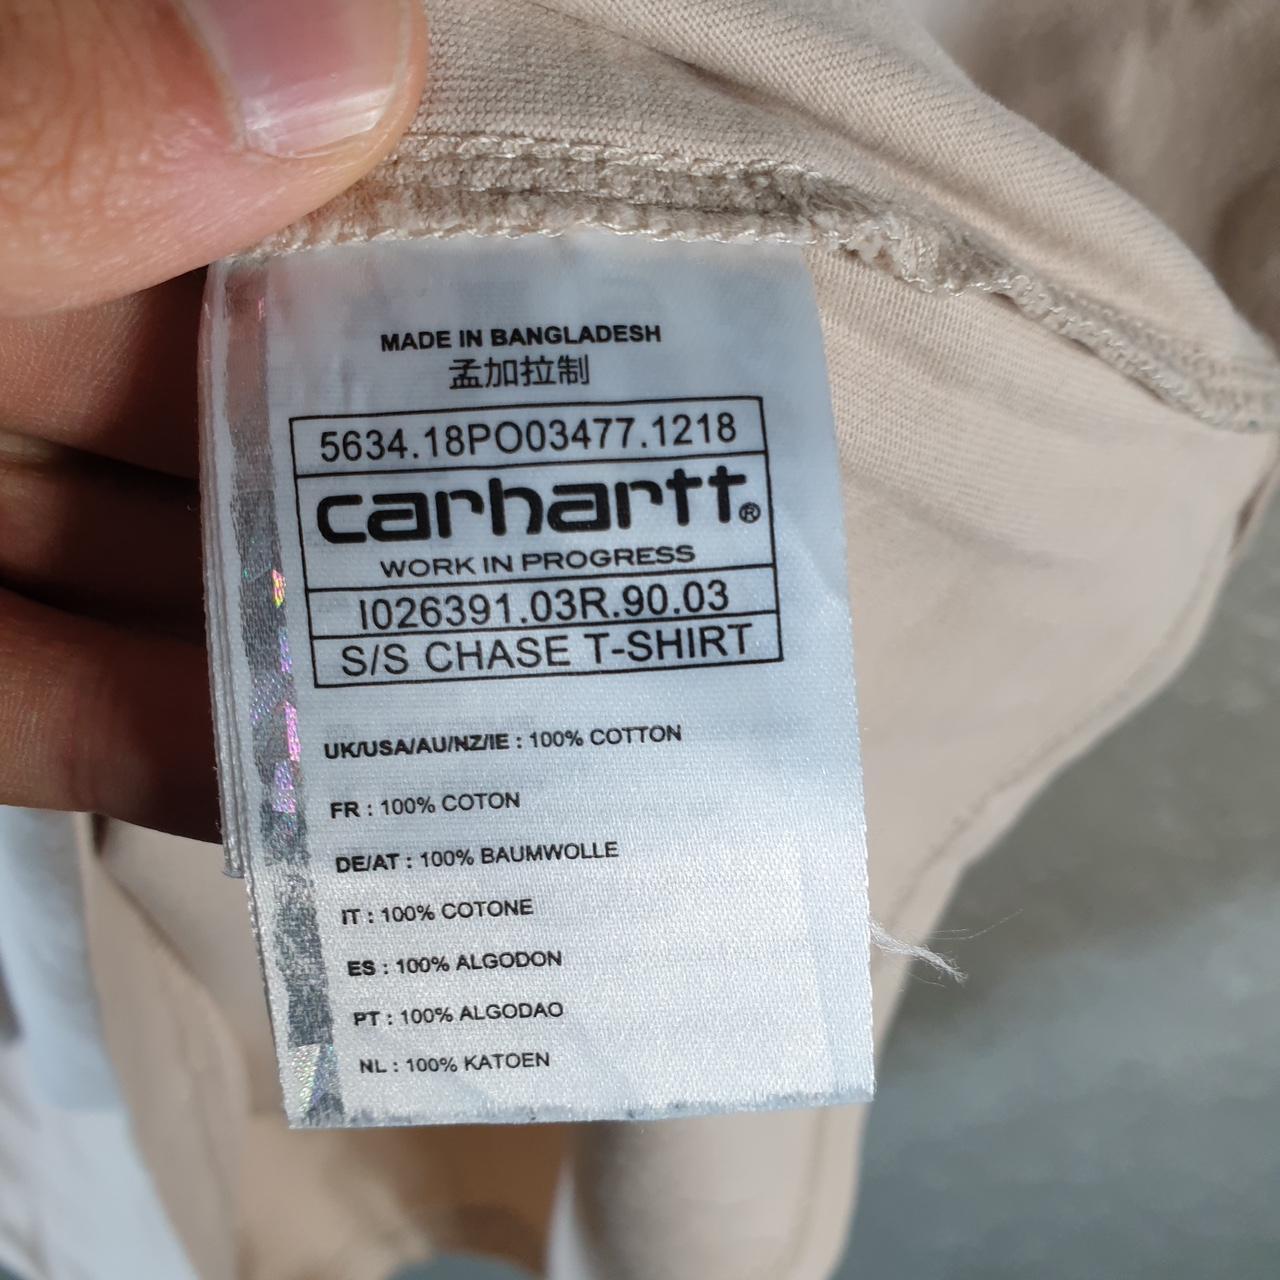 MADE IN BANGLADESH
孟加拉制
5634.18PO03477.1218
carhartt®
WORK IN PROGRESS
I026391.03R.90.03
S/S CHASE T-SHIRT
UK/USA/AU/NZ/IE : 100% COTTON
FR : 100% COTON
DE/AT : 100% BAUMWOLLE
IT : 100% COTONE
ES : 100% ALGODON
PT : 100% ALGODAO
NL : 100% KATOEN